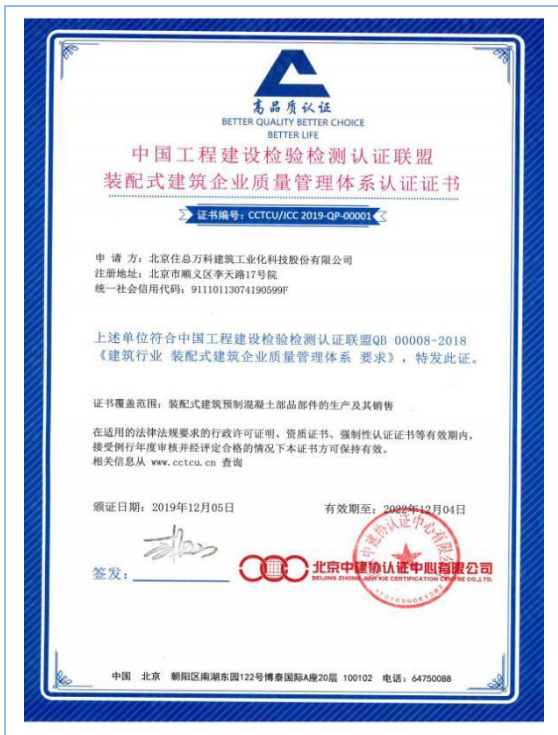 高品质认证
BETTER QUALITY BETTER CHOICE
BETTER LIFE
中国工程建设检验检测认证联盟
装配式建筑企业质量管理体系认证证书
证书编号：CCTCU/JCC 2019-QP-00001
申 请 方：北京住总万科建筑工业化科技股份有限公司
注册地址：北京市顺义区李天路17号院
统一社会信用代码：91110113074190599F
上述单位符合中国工程建设检验检测认证联盟QB 00008-2018
《建筑行业 装配式建筑企业质量管理体系 要求》，特发此证。
证书覆盖范围：装配式建筑预制混凝土部品部件的生产及其销售
在适用的法律法规要求的行政许可证明、资质证书、强制性认证证书等有效期内，
接受例行年度审核并经评定合格的情况下本证书方可保持有效。
相关信息从 www.cctcu.cn 查询
颁证日期：2019年12月05日
有效期至：2022年12月04日
签发：
北京中建协认证中心有限公司
BEIJING ZHONG JIAN XIE CERTIFICATION CENTRE CO.,LTD.
中国 北京 朝阳区南湖东园122号博泰国际A座20层 100102 电话：64750088